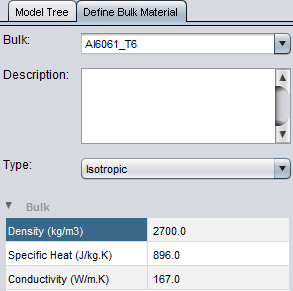 Model Tree Define Bulk Material
Bulk: Al6061_T6
Description:
Type: Isotropic
Bulk
Density (kg/m3) 2700.0
Specific Heat (J/kg.K) 896.0
Conductivity (W/m.K) 167.0